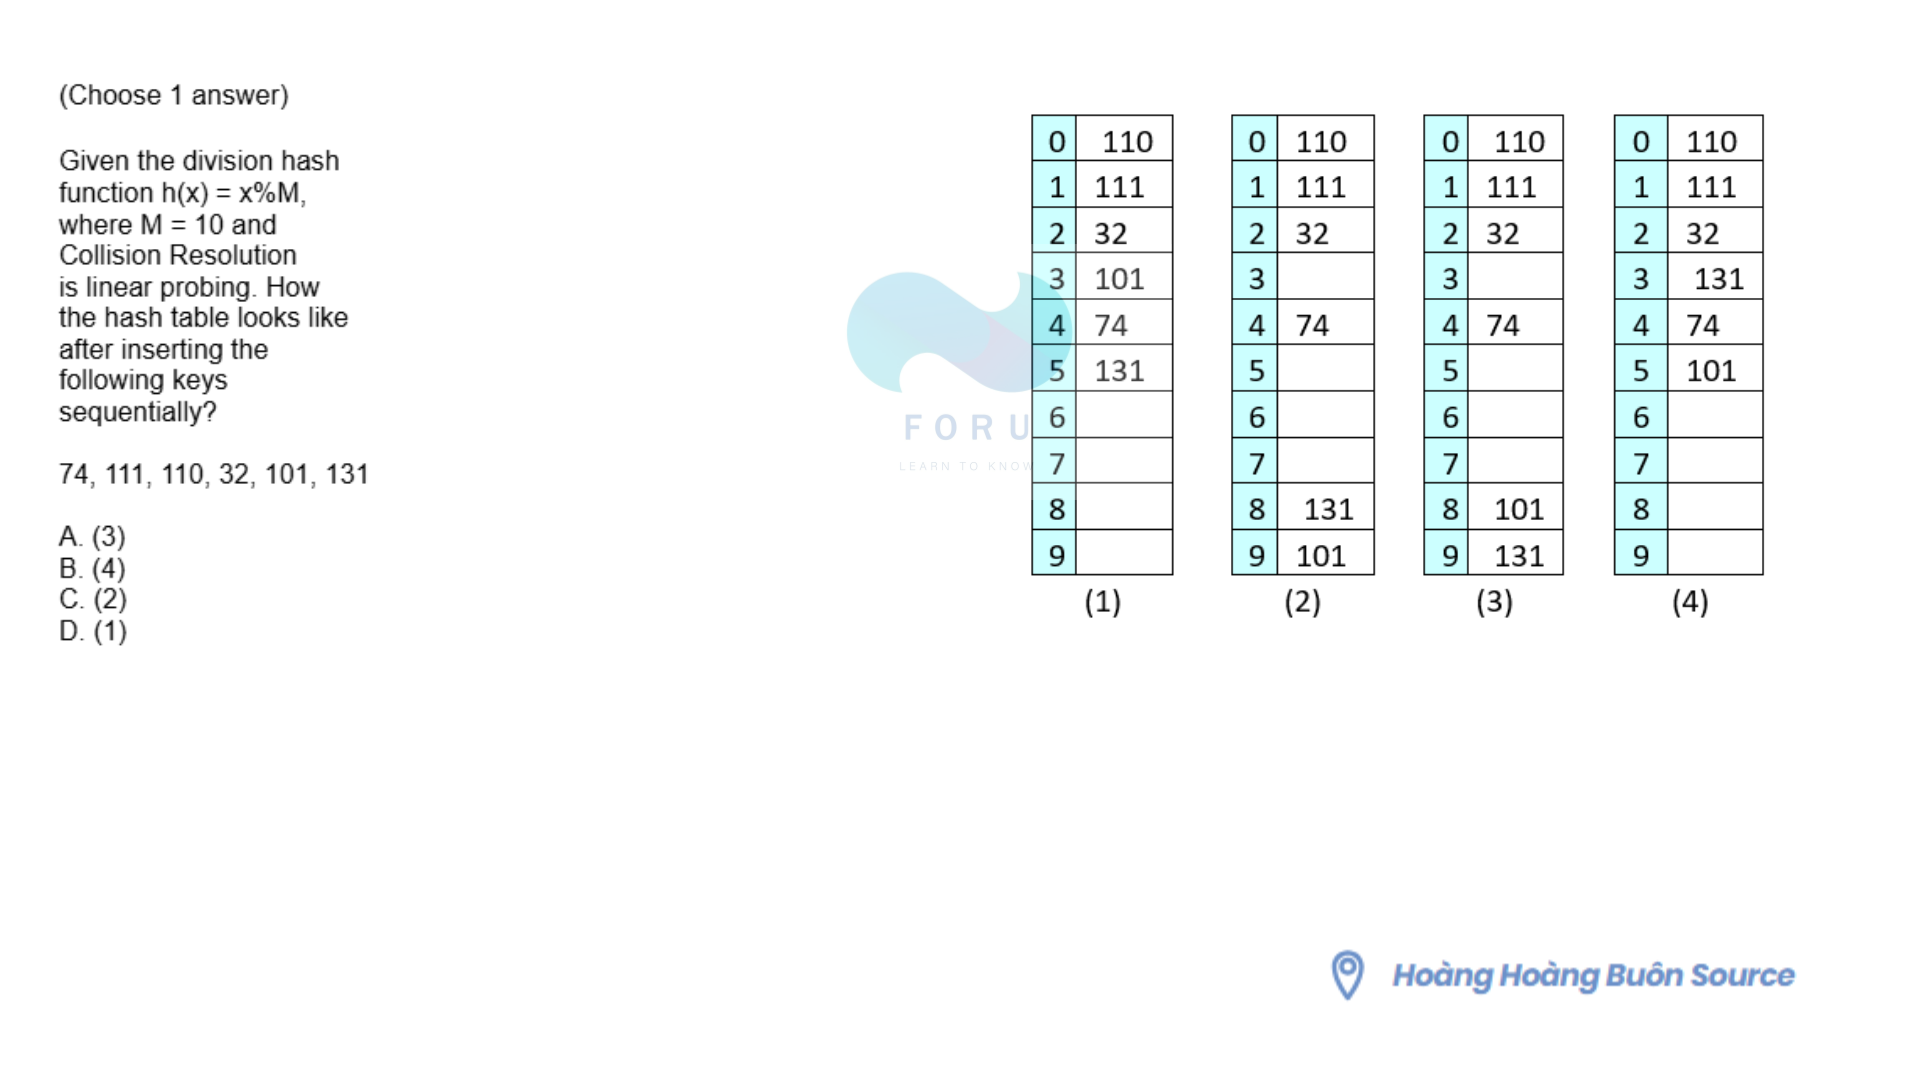 (Choose 1 answer)
Given the division hash
function h(x) = x%M,
where M = 10 and
Collision Resolution
is linear probing. How
the hash table looks like
after inserting the
following keys
sequentially?
74, 111, 110, 32, 101, 131
A. (3)
B. (4)
C. (2)
D. (1)
FORU
LEARN TO KNOW
0 110
1 111
2 32
3 101
4 74
5 131
6
7
8
9
(1)
0 110
1 111
2 32
3
4 74
5
6
7
8 131
9 101
(2)
0 110
1 111
2 32
3
4 74
5
6
7
8 101
9 131
(3)
0 110
1 111
2 32
3 131
4 74
5 101
6
7
8
9
(4)
Hoàng Hoàng Buôn Source